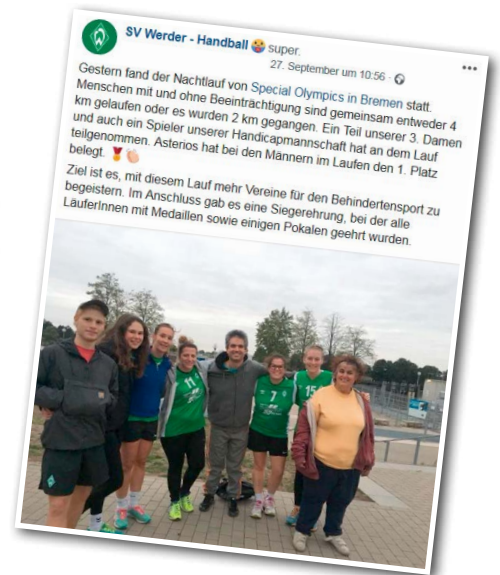 SV Werder - Handball 😀 super.
27. September um 10:56 ·
Gestern fand der Nachtlauf von Special Olympics in Bremen statt.
Menschen mit und ohne Beeinträchtigung sind gemeinsam entweder 4
km gelaufen oder es wurden 2 km gegangen. Ein Teil unserer 3. Damen
und auch ein Spieler unserer Handicapmannschaft hat an dem Lauf
teilgenommen. Asterios hat bei den Männern im Laufen den 1. Platz
belegt. 🏅👏🏻
Ziel ist es, mit diesem Lauf mehr Vereine für den Behindertensport zu
begeistern. Im Anschluss gab es eine Siegerehrung, bei der alle
LäuferInnen mit Medaillen sowie einigen Pokalen geehrt wurden.
11
7
15